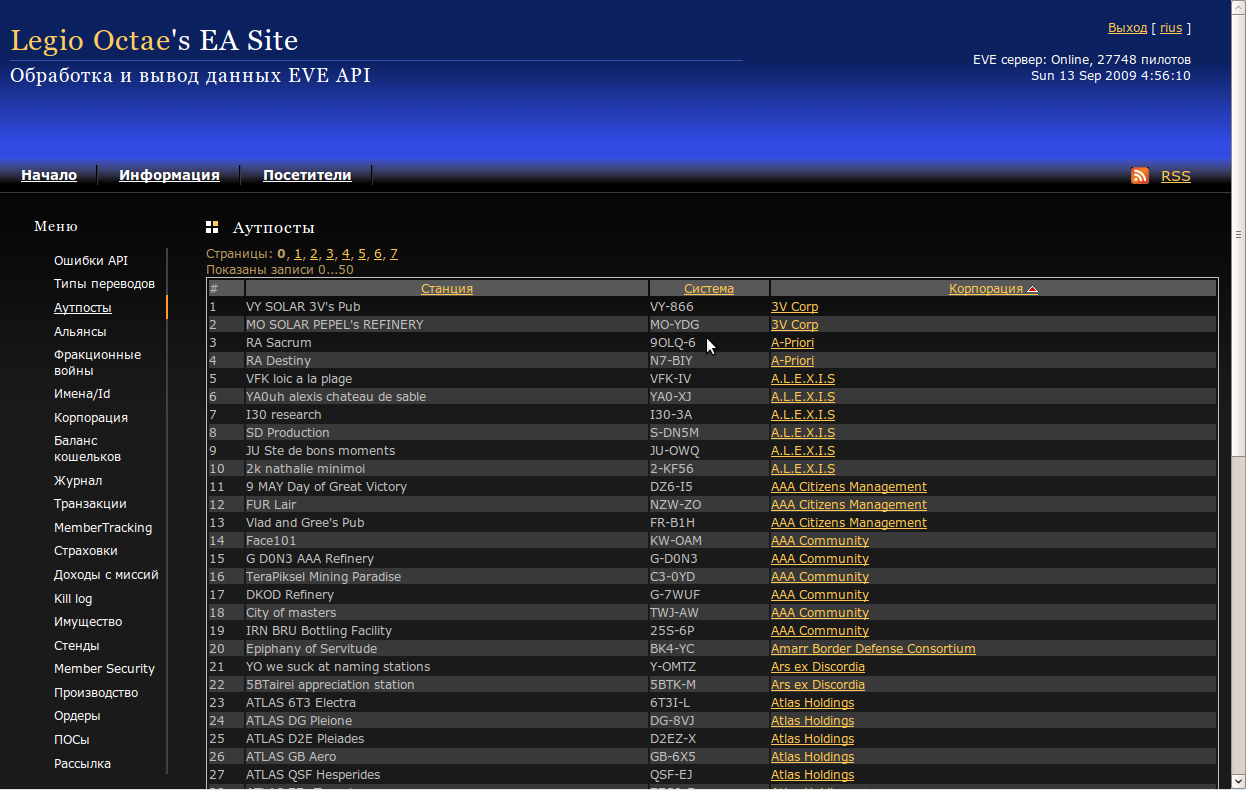 Legio Octae's EA Site
Обработка и вывод данных EVE API
Выход [ rius ]
EVE сервер: Online, 27748 пилотов
Sun 13 Sep 2009 4:56:10
Начало Информация Посетители
RSS
Меню
Ошибки API
Типы переводов
Аутпосты
Альянсы
Фракционные
войны
Имена/Id
Корпорация
Баланс
кошельков
Журнал
Транзакции
MemberTracking
Страховки
Доходы с миссий
Kill log
Имущество
Стенды
Member Security
Производство
Ордеры
ПОСы
Рассылка
Аутпосты
Страницы: 0, 1, 2, 3, 4, 5, 6, 7
Показаны записи 0...50
# Станция Система Корпорация
1 VY SOLAR 3V's Pub VY-866 3V Corp
2 MO SOLAR PEPEL's REFINERY MO-YDG 3V Corp
3 RA Sacrum 9OLQ-6 A-Priori
4 RA Destiny N7-BIY A-Priori
5 VFK loic a la plage VFK-IV A.L.E.X.I.S
6 YA0uh alexis chateau de sable YA0-XJ A.L.E.X.I.S
7 I30 research I30-3A A.L.E.X.I.S
8 SD Production S-DN5M A.L.E.X.I.S
9 JU Ste de bons moments JU-OWQ A.L.E.X.I.S
10 2k nathalie minimoi 2-KF56 A.L.E.X.I.S
11 9 MAY Day of Great Victory DZ6-I5 AAA Citizens Management
12 FUR Lair NZW-ZO AAA Citizens Management
13 Vlad and Gree's Pub FR-B1H AAA Citizens Management
14 Face101 KW-OAM AAA Community
15 G D0N3 AAA Refinery G-D0N3 AAA Community
16 TeraPiksel Mining Paradise C3-0YD AAA Community
17 DKOD Refinery G-7WUF AAA Community
18 City of masters TWJ-AW AAA Community
19 IRN BRU Bottling Facility 25S-6P AAA Community
20 Epiphany of Servitude BK4-YC Amarr Border Defense Consortium
21 YO we suck at naming stations Y-OMTZ Ars ex Discordia
22 5BTairei appreciation station 5BTK-M Ars ex Discordia
23 ATLAS 6T3 Electra 6T3I-L Atlas Holdings
24 ATLAS DG Pleione DG-8VJ Atlas Holdings
25 ATLAS D2E Pleiades D2EZ-X Atlas Holdings
26 ATLAS GB Aero GB-6X5 Atlas Holdings
27 ATLAS QSF Hesperides QSF-EJ Atlas Holdings